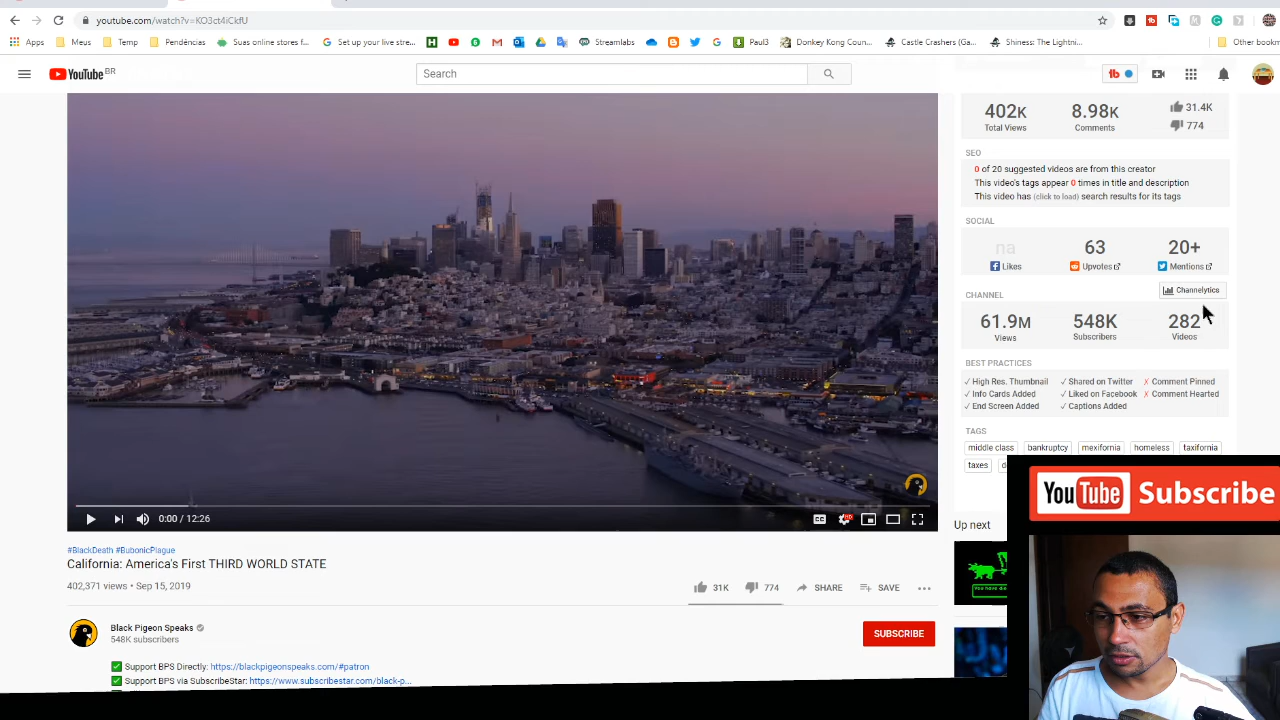 youtube.com/watch?v=KO3ct4iCkfU
Apps Meus Temp Pendências Suas online store f... Set up your live stre... Streamlabs Paul3 Donkey Kong Coun... Castle Crashers (Ga... Shiness: The Lightni... Other bookm
YouTube BR
Search
tb
402K 8.98K 31.4K
Total Views Comments 774
SEO
0 of 20 suggested videos are from this creator
This video's tags appear 0 times in title and description
This video has (click to load) search results for its tags
SOCIAL
na 63 20+
Likes Upvotes Mentions
CHANNEL Channelytics
61.9M 548K 282
Views Subscribers Videos
BEST PRACTICES
✓ High Res. Thumbnail ✓ Shared on Twitter ✗ Comment Pinned
✓ Info Cards Added ✓ Liked on Facebook ✗ Comment Hearted
✓ End Screen Added ✓ Captions Added
TAGS
middle class bankruptcy mexifornia homeless taxifornia
taxes
YouTube Subscribe
0:00 / 12:26
CC HD
Up next
#BlackDeath #BubonicPlague
California: America's First THIRD WORLD STATE
402,371 views • Sep 15, 2019
31K 774 SHARE SAVE
Black Pigeon Speaks
548K subscribers
SUBSCRIBE
Support BPS Directly: https://blackpigeonspeaks.com/#patron
Support BPS via SubscribeStar: https://www.subscribestar.com/black-p...